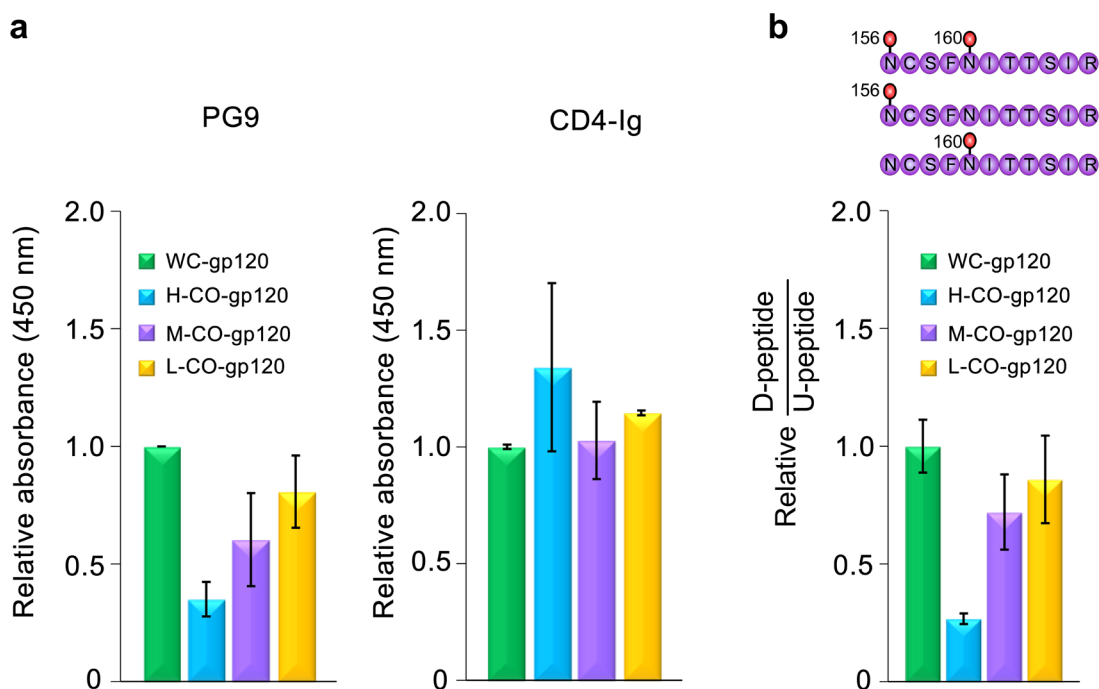 a
PG9
Relative absorbance (450 nm)
2.0
1.5
1.0
0.5
0
WC-gp120
H-CO-gp120
M-CO-gp120
L-CO-gp120
CD4-Ig
Relative absorbance (450 nm)
2.0
1.5
1.0
0.5
0
b
156 160
NCSFNITTSIR
156
NCSFNITTSIR
160
NCSFNITTSIR
Relative D-peptide
U-peptide
2.0
1.5
1.0
0.5
0
WC-gp120
H-CO-gp120
M-CO-gp120
L-CO-gp120